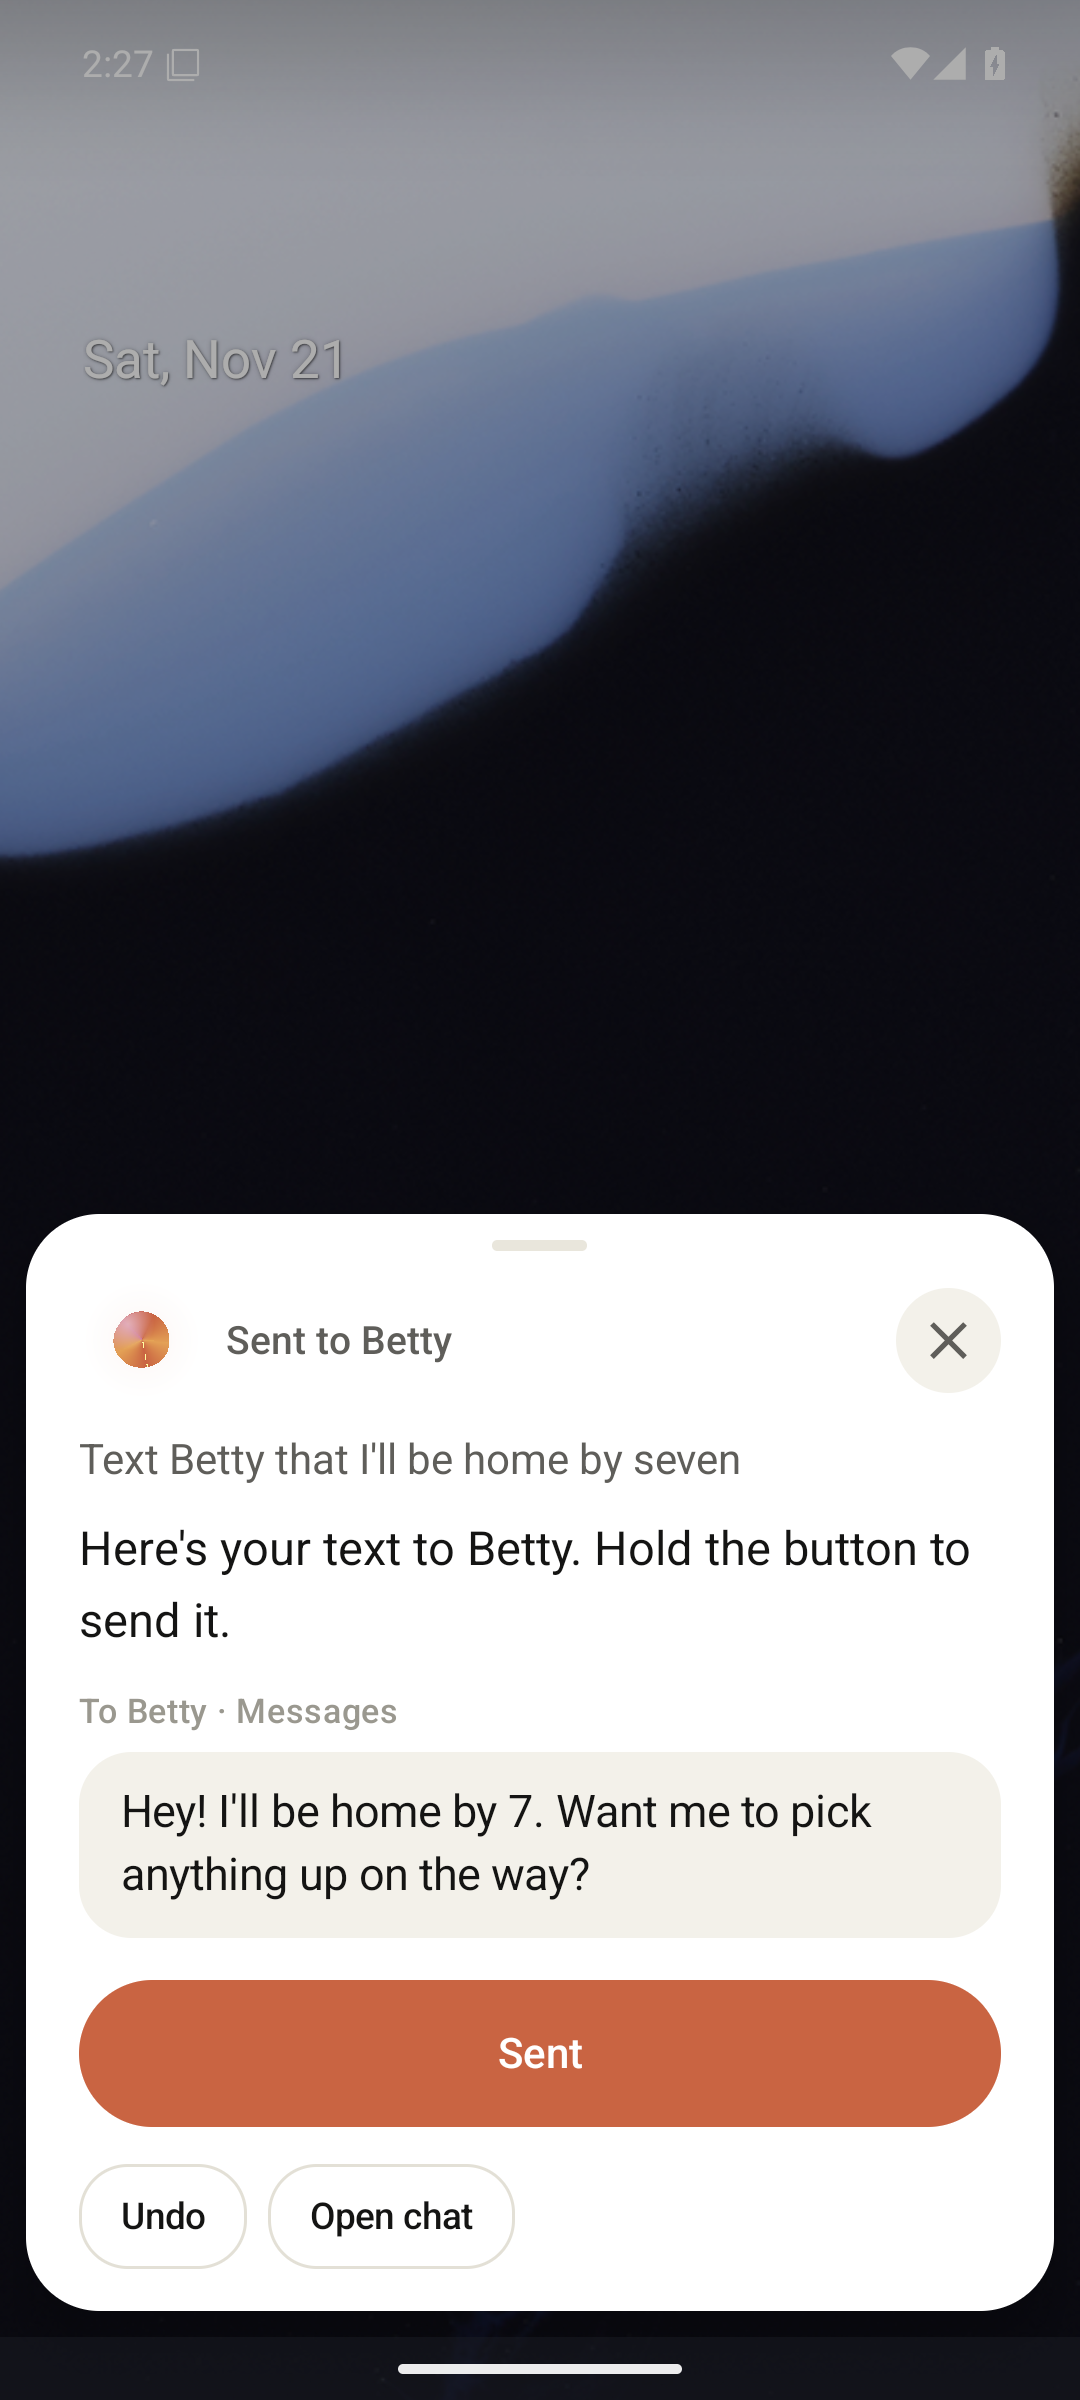 2:27
Sat, Nov 21
Sent to Betty
Text Betty that I'll be home by seven
Here's your text to Betty. Hold the button to
send it.
To Betty · Messages
Hey! I'll be home by 7. Want me to pick
anything up on the way?
Sent
Undo
Open chat